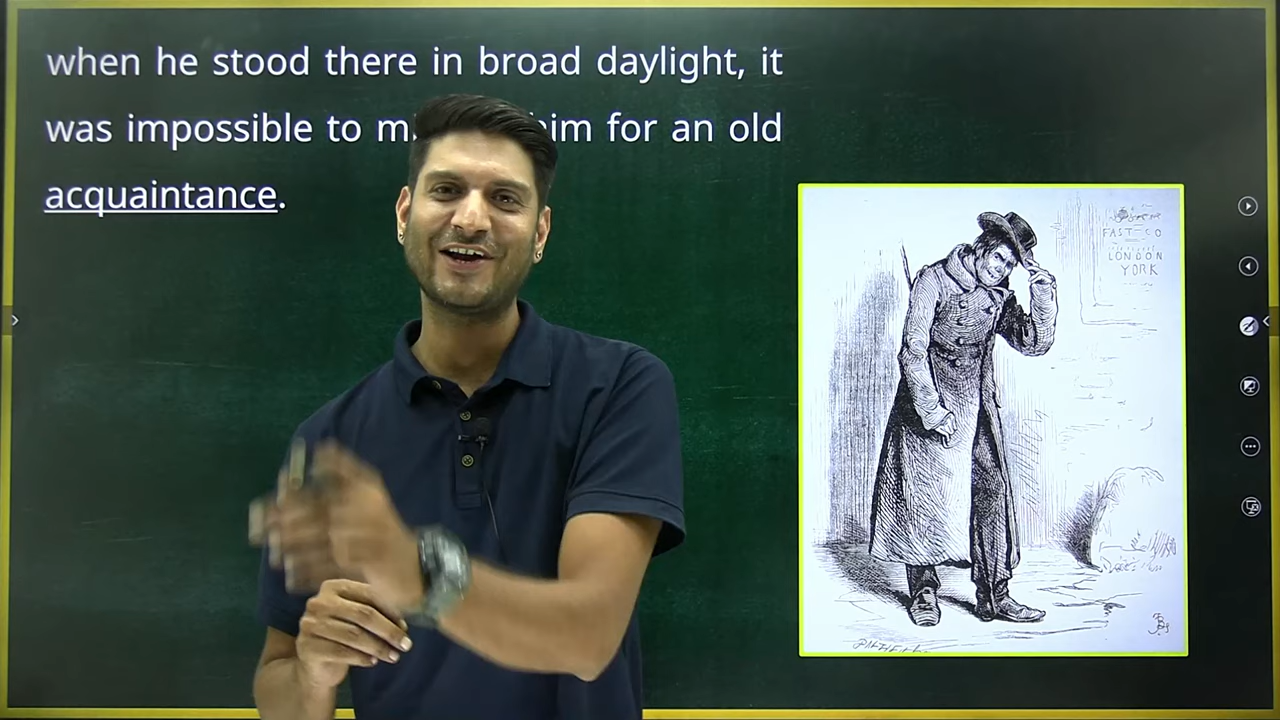 when he stood there in broad daylight, it
was impossible to him for an old
acquaintance.
FAST-CO
LONDON
YORK